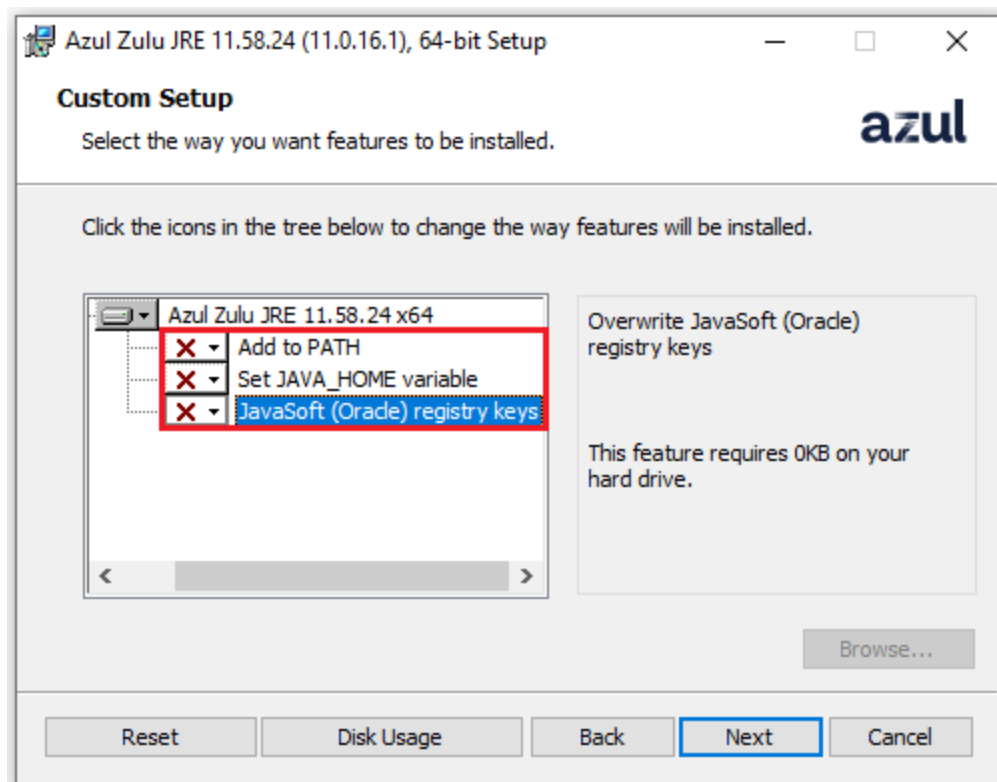 Azul Zulu JRE 11.58.24 (11.0.16.1), 64-bit Setup
Custom Setup
Select the way you want features to be installed.
azul
Click the icons in the tree below to change the way features will be installed.
Azul Zulu JRE 11.58.24 x64
Add to PATH
Set JAVA_HOME variable
JavaSoft (Oracle) registry keys
Overwrite JavaSoft (Oracle)
registry keys
This feature requires 0KB on your
hard drive.
Browse...
Reset
Disk Usage
Back
Next
Cancel